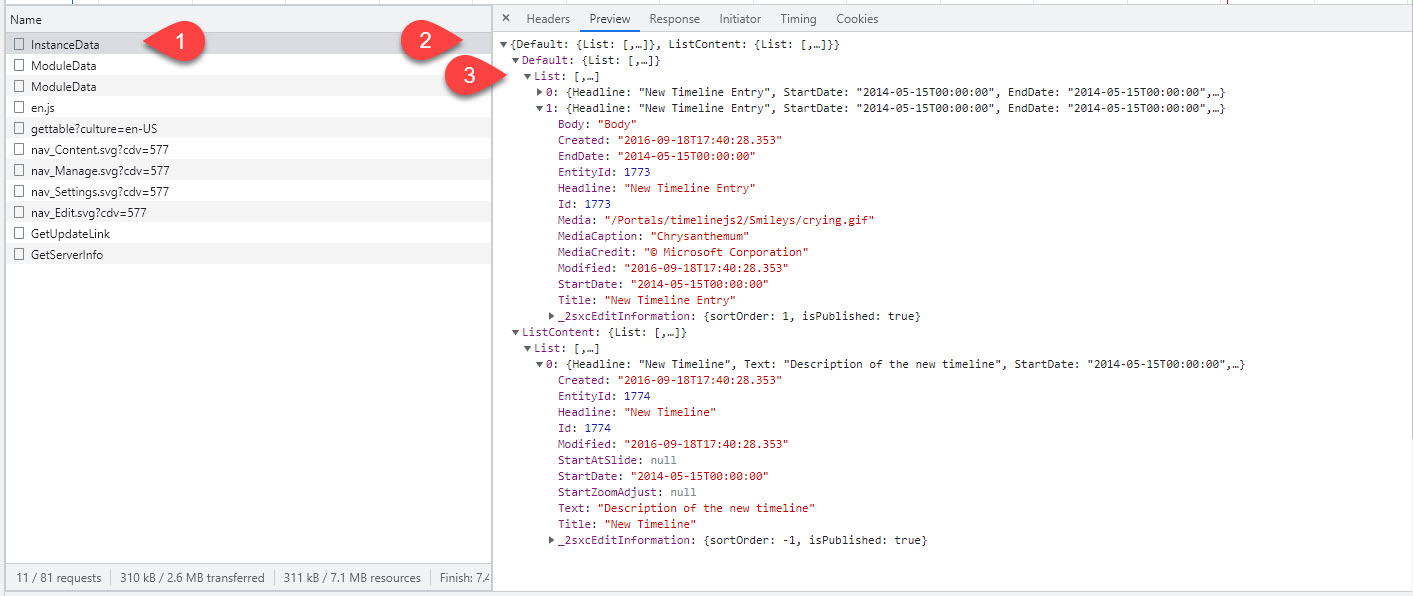 Name
InstanceData
1
ModuleData
ModuleData
en.js
gettable?culture=en-US
nav_Content.svg?cdv=577
nav_Manage.svg?cdv=577
nav_Settings.svg?cdv=577
nav_Edit.svg?cdv=577
GetUpdateLink
GetServerInfo
11 / 81 requests 310 kB / 2.6 MB transferred 311 kB / 7.1 MB resources Finish: 7.4
× Headers Preview Response Initiator Timing Cookies
2
{Default: {List: [,…]}, ListContent: {List: [,…]}}
Default: {List: [,…]}
3
List: [,…]
0: {Headline: "New Timeline Entry", StartDate: "2014-05-15T00:00:00", EndDate: "2014-05-15T00:00:00",…}
1: {Headline: "New Timeline Entry", StartDate: "2014-05-15T00:00:00", EndDate: "2014-05-15T00:00:00",…}
Body: "Body"
Created: "2016-09-18T17:40:28.353"
EndDate: "2014-05-15T00:00:00"
EntityId: 1773
Headline: "New Timeline Entry"
Id: 1773
Media: "/Portals/timelinejs2/Smileys/crying.gif"
MediaCaption: "Chrysanthemum"
MediaCredit: "© Microsoft Corporation"
Modified: "2016-09-18T17:40:28.353"
StartDate: "2014-05-15T00:00:00"
Title: "New Timeline Entry"
_2sxcEditInformation: {sortOrder: 1, isPublished: true}
ListContent: {List: [,…]}
List: [,…]
0: {Headline: "New Timeline", Text: "Description of the new timeline", StartDate: "2014-05-15T00:00:00",…}
Created: "2016-09-18T17:40:28.353"
EntityId: 1774
Headline: "New Timeline"
Id: 1774
Modified: "2016-09-18T17:40:28.353"
StartAtSlide: null
StartDate: "2014-05-15T00:00:00"
StartZoomAdjust: null
Text: "Description of the new timeline"
Title: "New Timeline"
_2sxcEditInformation: {sortOrder: -1, isPublished: true}